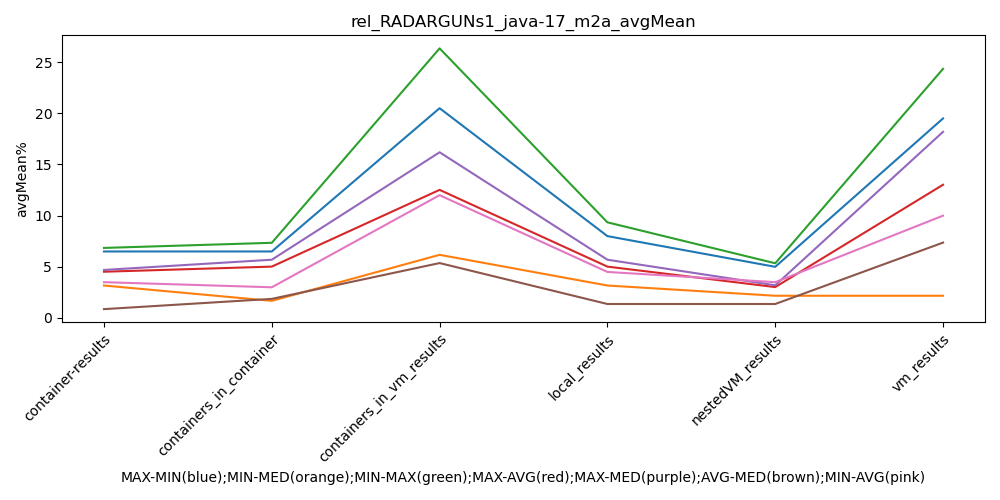 rel_RADARGUNs1_java-17_m2a_avgMean
avgMean%
25
20
15
10
5
0
container-results
containers_in_container
containers_in_vm_results
local_results
nestedVM_results
vm_results
MAX-MIN(blue);MIN-MED(orange);MIN-MAX(green);MAX-AVG(red);MAX-MED(purple);AVG-MED(brown);MIN-AVG(pink)